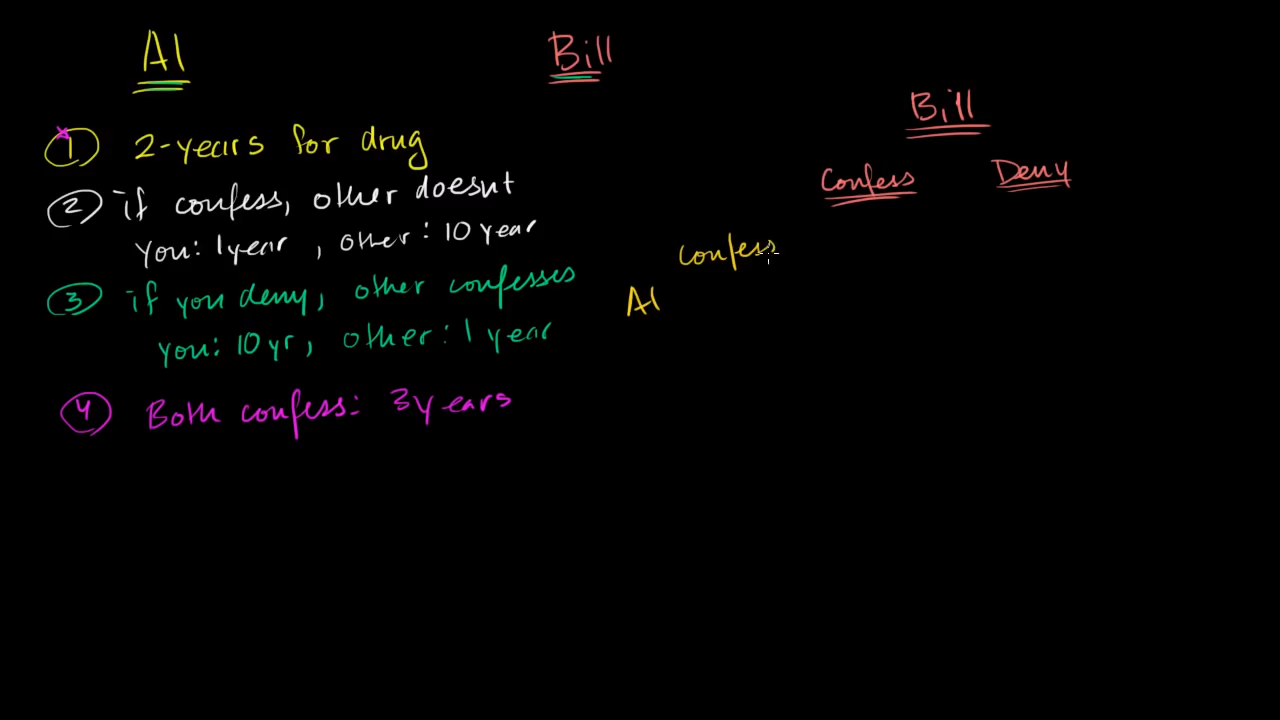 Al Bill
1 2-years for drug
2 if confess, other doesnt
you: 1 year, other: 10 year
3 if you deny, other confesses
you: 10 yr, other: 1 year
4 Both confess: 3 years
Bill
Confess Deny
confess
Al